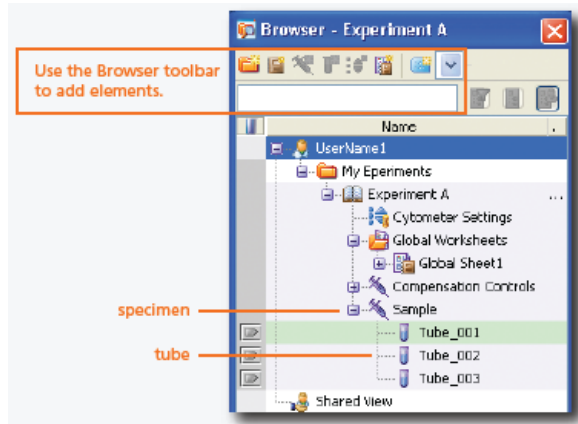 Browser - Experiment A
Use the Browser toolbar
to add elements.
Name
UserName1
My Eperiments
Experiment A ...
Cytometer Settings
Global Worksheets
Global Sheet1
Compensation Controls
specimen
Sample
Tube_001
tube
Tube_002
Tube_003
Shared View